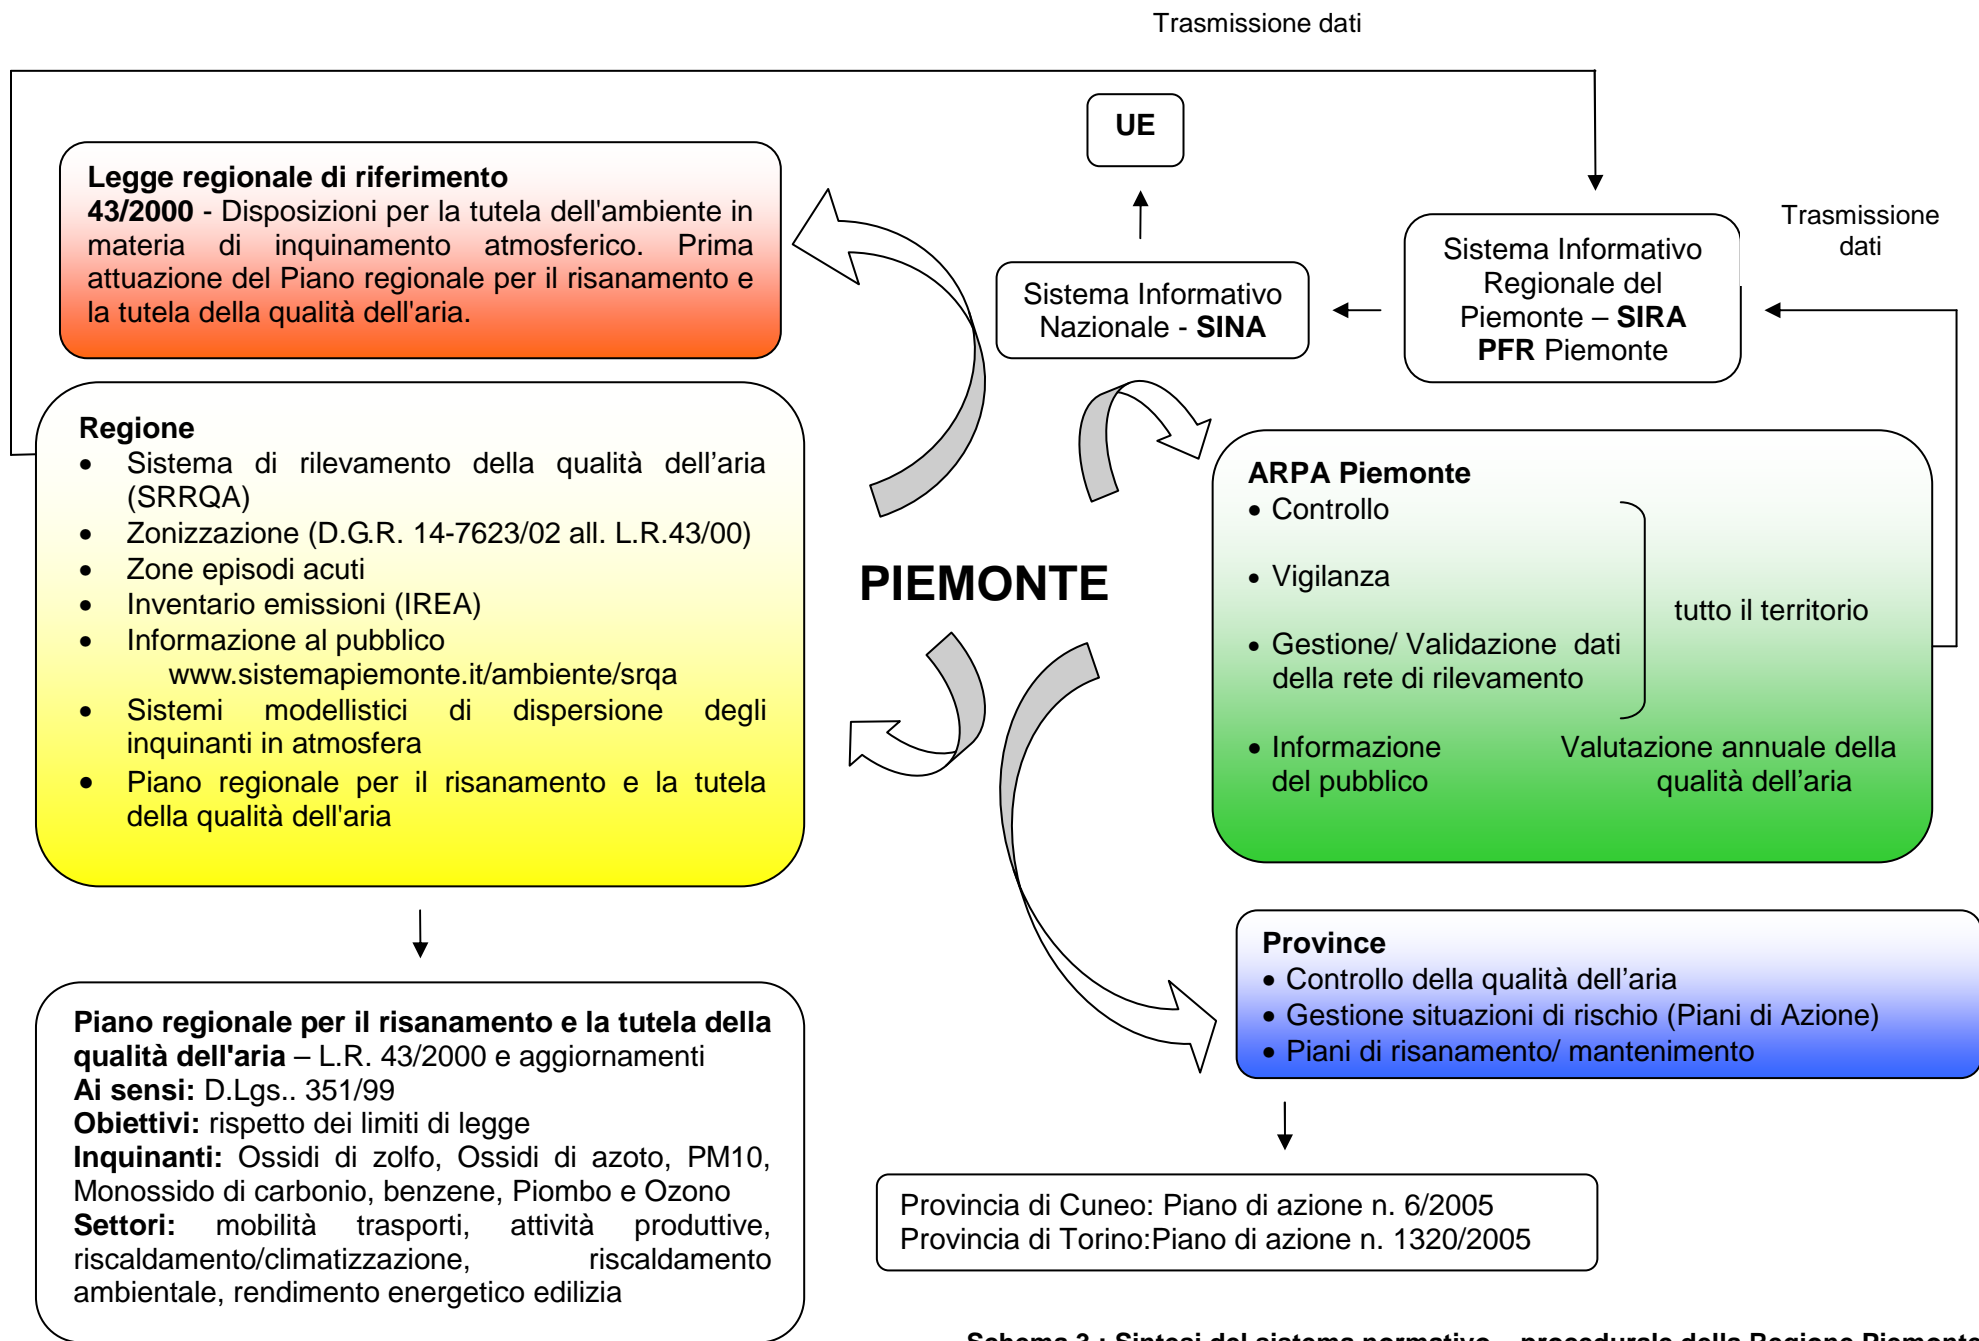 Trasmissione dati
UE
Legge regionale di riferimento
43/2000 - Disposizioni per la tutela dell'ambiente in
materia di inquinamento atmosferico. Prima
attuazione del Piano regionale per il risanamento e
la tutela della qualità dell'aria.
Sistema Informativo
Nazionale - SINA
Sistema Informativo
Regionale del
Piemonte – SIRA
PFR Piemonte
Trasmissione
dati
Regione
• Sistema di rilevamento della qualità dell’aria
(SRRQA)
• Zonizzazione (D.G.R. 14-7623/02 all. L.R.43/00)
• Zone episodi acuti
• Inventario emissioni (IREA)
• Informazione al pubblico
www.sistemapiemonte.it/ambiente/srqa
• Sistemi modellistici di dispersione degli
inquinanti in atmosfera
• Piano regionale per il risanamento e la tutela
della qualità dell'aria
PIEMONTE
ARPA Piemonte
• Controllo
• Vigilanza
• Gestione/ Validazione dati
della rete di rilevamento
tutto il territorio
• Informazione
del pubblico
Valutazione annuale della
qualità dell’aria
Province
• Controllo della qualità dell’aria
• Gestione situazioni di rischio (Piani di Azione)
• Piani di risanamento/ mantenimento
Piano regionale per il risanamento e la tutela della
qualità dell'aria – L.R. 43/2000 e aggiornamenti
Ai sensi: D.Lgs.. 351/99
Obiettivi: rispetto dei limiti di legge
Inquinanti: Ossidi di zolfo, Ossidi di azoto, PM10,
Monossido di carbonio, benzene, Piombo e Ozono
Settori: mobilità trasporti, attività produttive,
riscaldamento/climatizzazione, riscaldamento
ambientale, rendimento energetico edilizia
Provincia di Cuneo: Piano di azione n. 6/2005
Provincia di Torino:Piano di azione n. 1320/2005
Schema 3 : Sintesi del sistema normativo – procedurale della Regione Piemonte